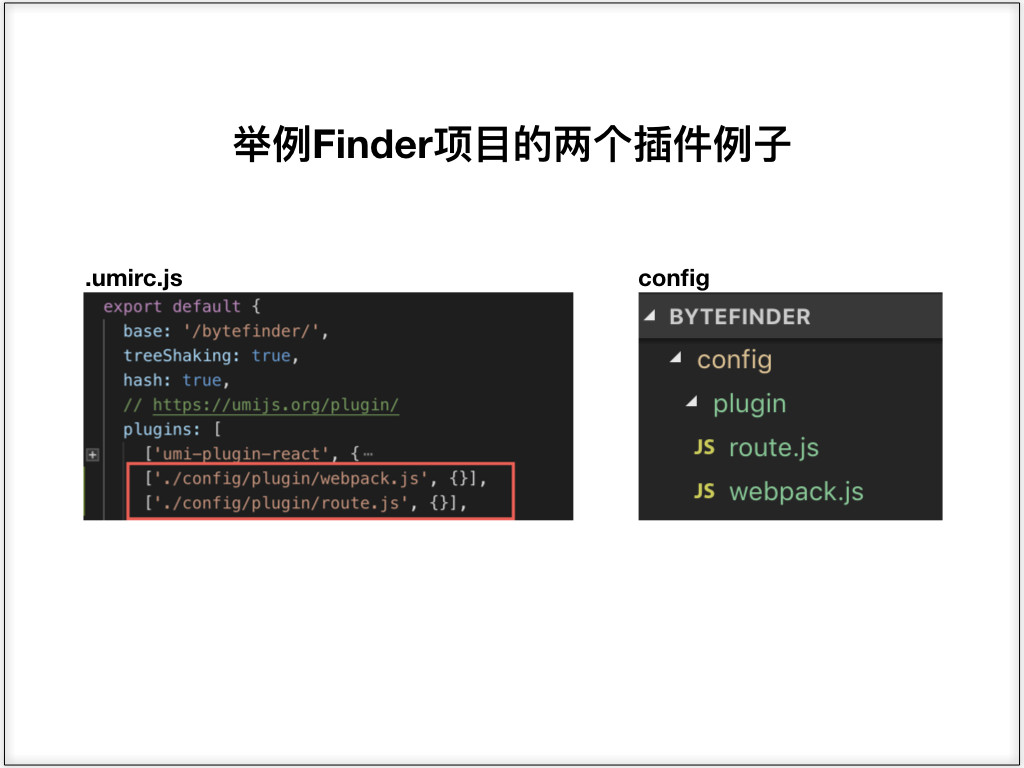 举例Finder项目的两个插件例子
.umirc.js
export default {
base: '/bytefinder/',
treeShaking: true,
hash: true,
// https://umijs.org/plugin/
plugins: [
['umi-plugin-react', {⋯
['./config/plugin/webpack.js', {}],
['./config/plugin/route.js', {}],
config
BYTEFINDER
config
plugin
JS route.js
JS webpack.js